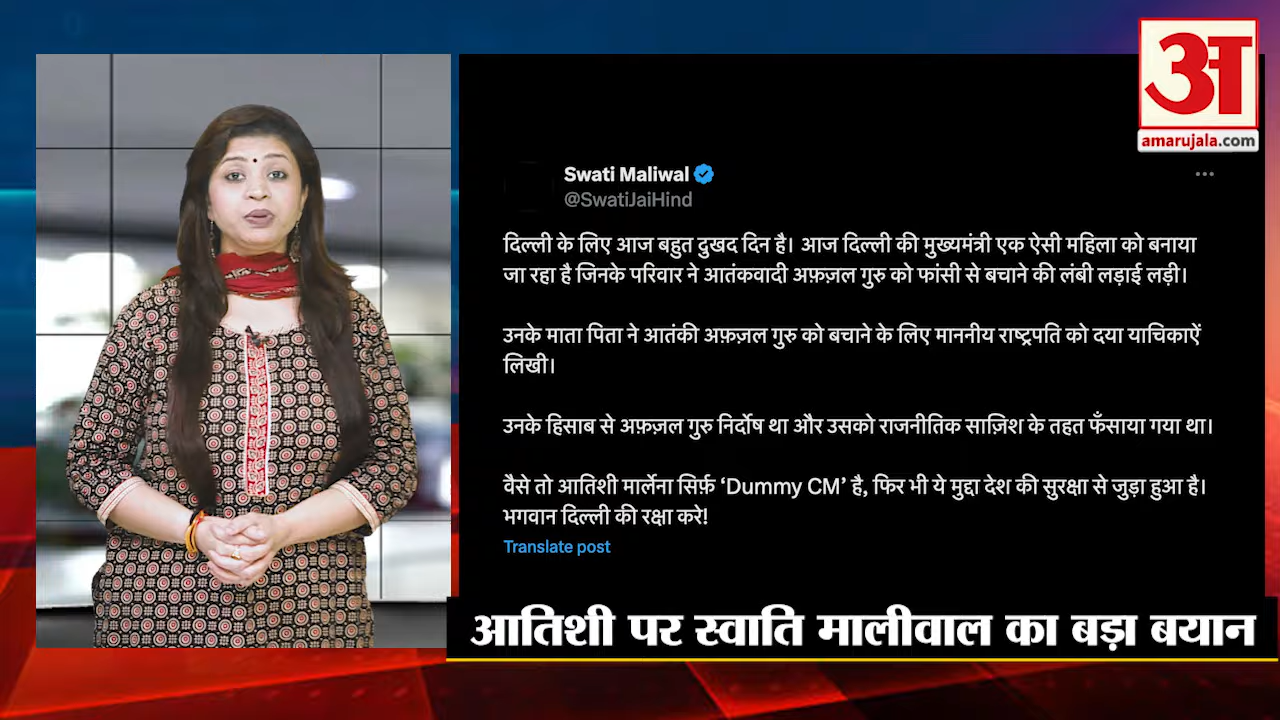 अ
amarujala.com
Swati Maliwal
@SwatiJaiHind
दिल्ली के लिए आज बहुत दुखद दिन है। आज दिल्ली की मुख्यमंत्री एक ऐसी महिला को बनाया
जा रहा है जिनके परिवार ने आतंकवादी अफ़ज़ल गुरु को फांसी से बचाने की लंबी लड़ाई लड़ी।
उनके माता पिता ने आतंकी अफ़ज़ल गुरु को बचाने के लिए माननीय राष्ट्रपति को दया याचिकाऐं
लिखी।
उनके हिसाब से अफ़ज़ल गुरु निर्दोष था और उसको राजनीतिक साज़िश के तहत फँसाया गया था।
वैसे तो आतिशी मार्लेना सिर्फ़ ‘Dummy CM’ है, फिर भी ये मुद्दा देश की सुरक्षा से जुड़ा हुआ है।
भगवान दिल्ली की रक्षा करे!
Translate post
आतिशी पर स्वाति मालीवाल का बड़ा बयान